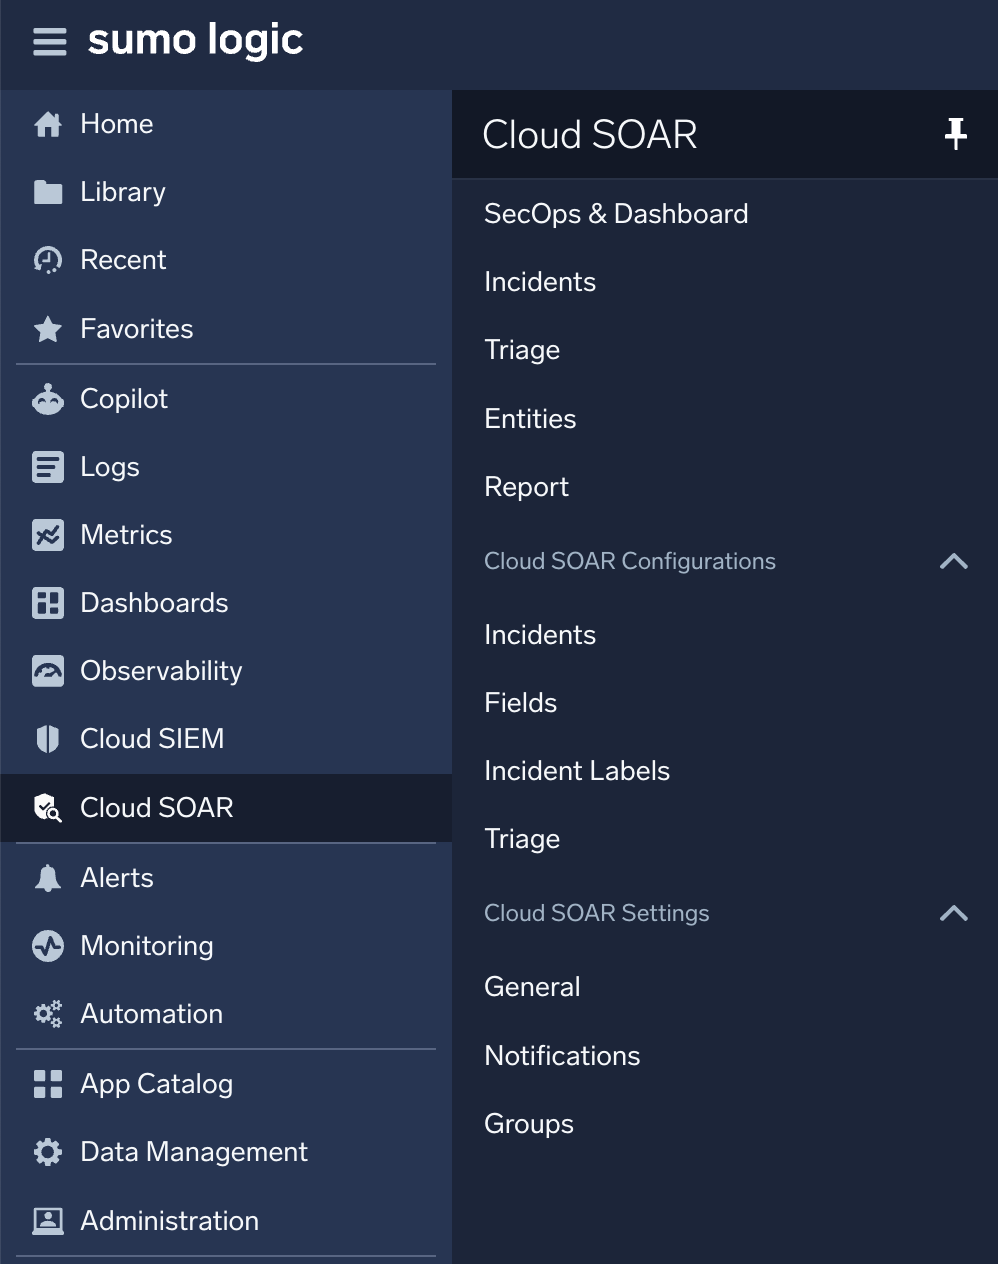 sumo logic
Home
Library
Recent
Favorites
Copilot
Logs
Metrics
Dashboards
Observability
Cloud SIEM
Cloud SOAR
Alerts
Monitoring
Automation
App Catalog
Data Management
Administration
Cloud SOAR
SecOps & Dashboard
Incidents
Triage
Entities
Report
Cloud SOAR Configurations
Incidents
Fields
Incident Labels
Triage
Cloud SOAR Settings
General
Notifications
Groups